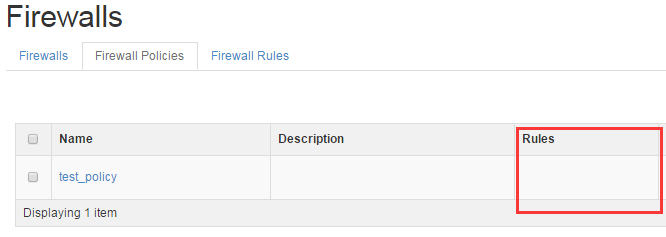 Firewalls
Firewalls Firewall Policies Firewall Rules
Name Description Rules
test_policy
Displaying 1 item